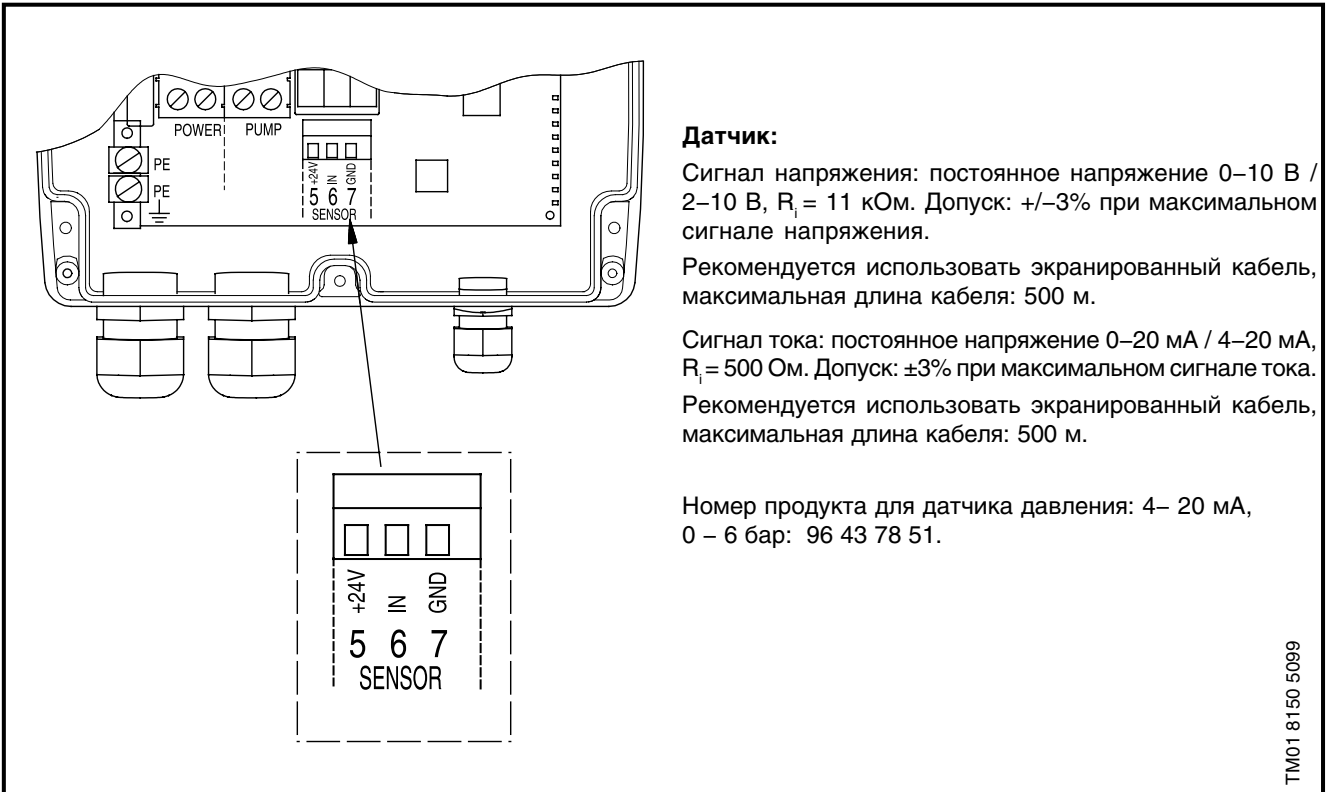 POWER PUMP
PE
PE
+24V IN GND
5 6 7
SENSOR
+24V IN GND
5 6 7
SENSOR
Датчик:
Сигнал напряжения: постоянное напряжение 0–10 В /
2–10 В, Ri = 11 кОм. Допуск: +/–3% при максимальном
сигнале напряжения.
Рекомендуется использовать экранированный кабель,
максимальная длина кабеля: 500 м.
Сигнал тока: постоянное напряжение 0–20 мА / 4–20 мА,
Ri = 500 Ом. Допуск: ±3% при максимальном сигнале тока.
Рекомендуется использовать экранированный кабель,
максимальная длина кабеля: 500 м.
Номер продукта для датчика давления: 4– 20 мА,
0 – 6 бар: 96 43 78 51.
TM01 8150 5099